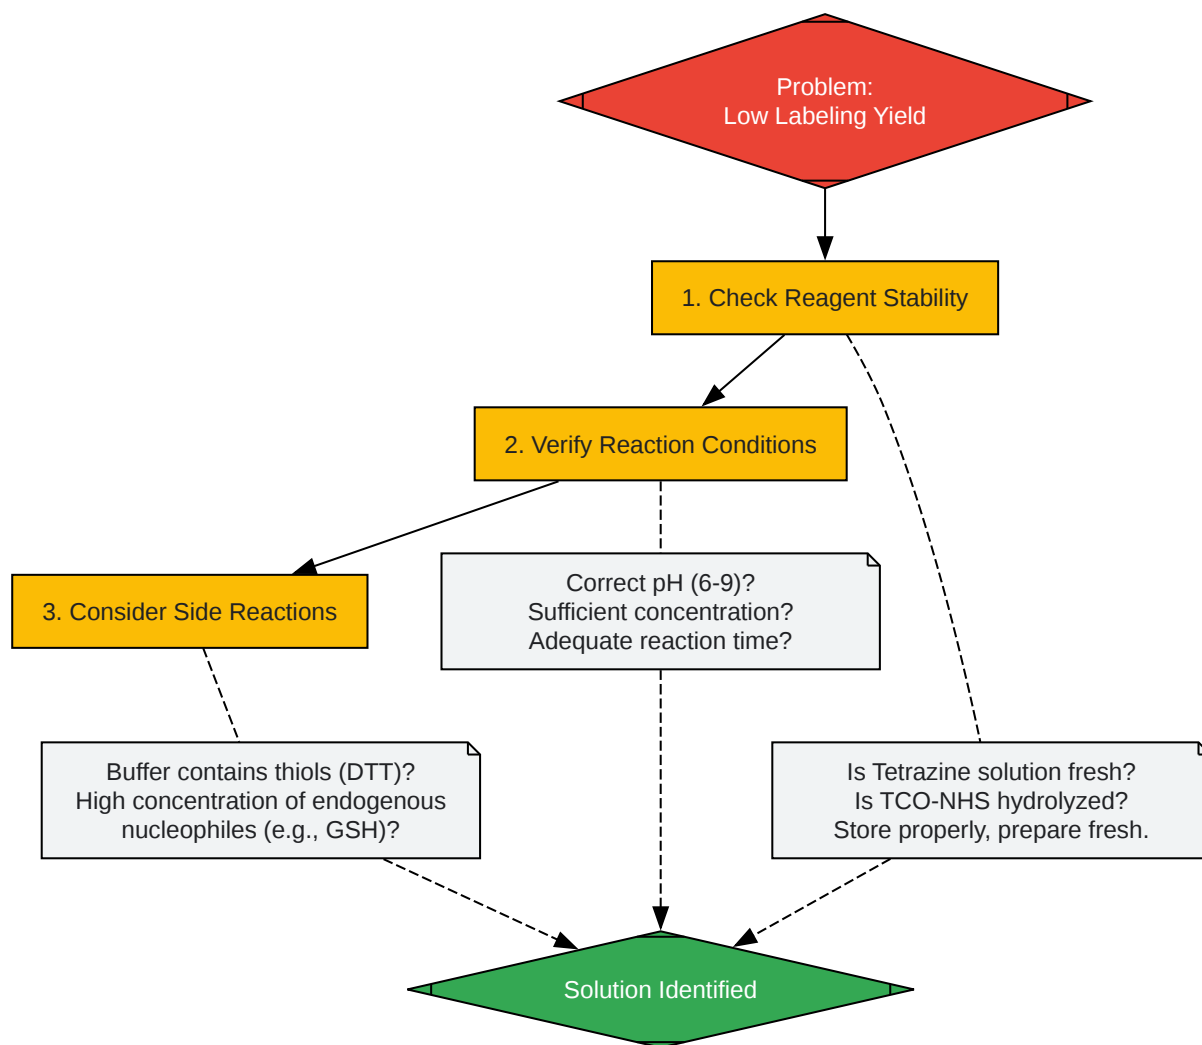 Problem:
Low Labeling Yield
1. Check Reagent Stability
2. Verify Reaction Conditions
Correct pH (6-9)?
Sufficient concentration?
Adequate reaction time?
3. Consider Side Reactions
Buffer contains thiols (DTT)?
High concentration of endogenous
nucleophiles (e.g., GSH)?
Is Tetrazine solution fresh?
Is TCO-NHS hydrolyzed?
Store properly, prepare fresh.
Solution Identified